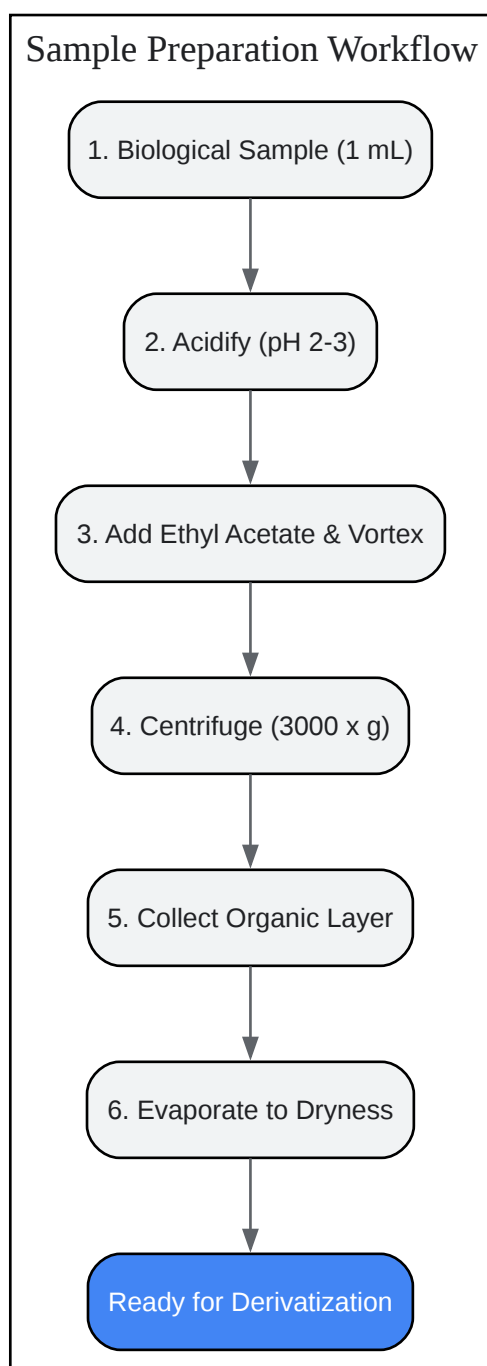 Sample Preparation Workflow
1. Biological Sample (1 mL)
2. Acidify (pH 2-3)
3. Add Ethyl Acetate & Vortex
4. Centrifuge (3000 x g)
5. Collect Organic Layer
6. Evaporate to Dryness
Ready for Derivatization